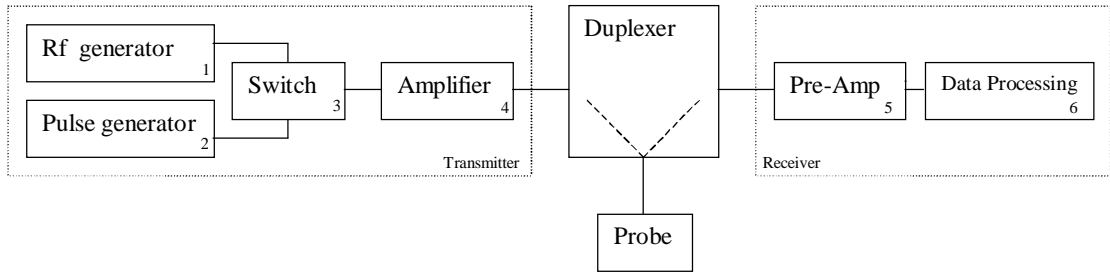 Rf generator
1
Pulse generator
2
Switch
3
Amplifier
4
Transmitter
Duplexer
Probe
Pre-Amp
5
Data Processing
6
Receiver